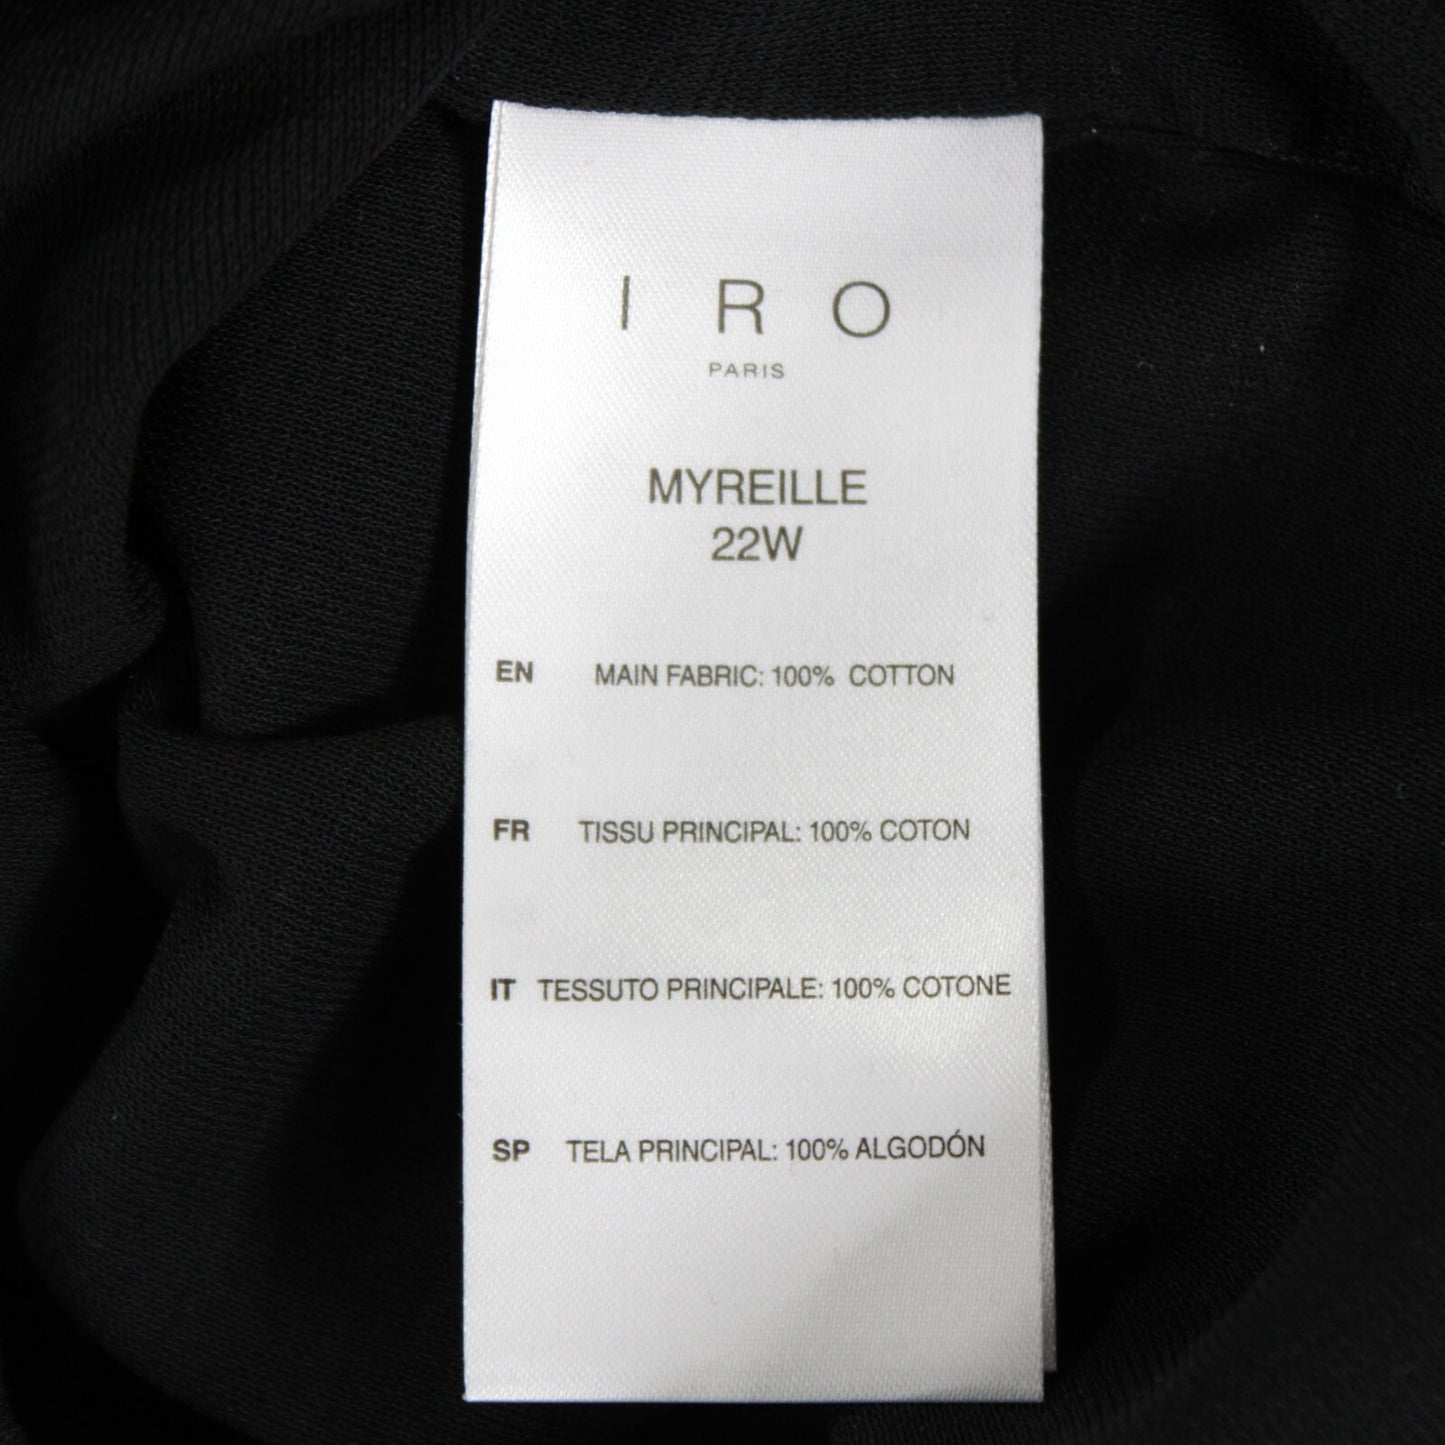 IRO
PARIS
MYREILLE
22W
EN MAIN FABRIC: 100% COTTON
FR TISSU PRINCIPAL: 100% COTON
IT TESSUTO PRINCIPALE: 100% COTONE
SP TELA PRINCIPAL: 100% ALGODÓN